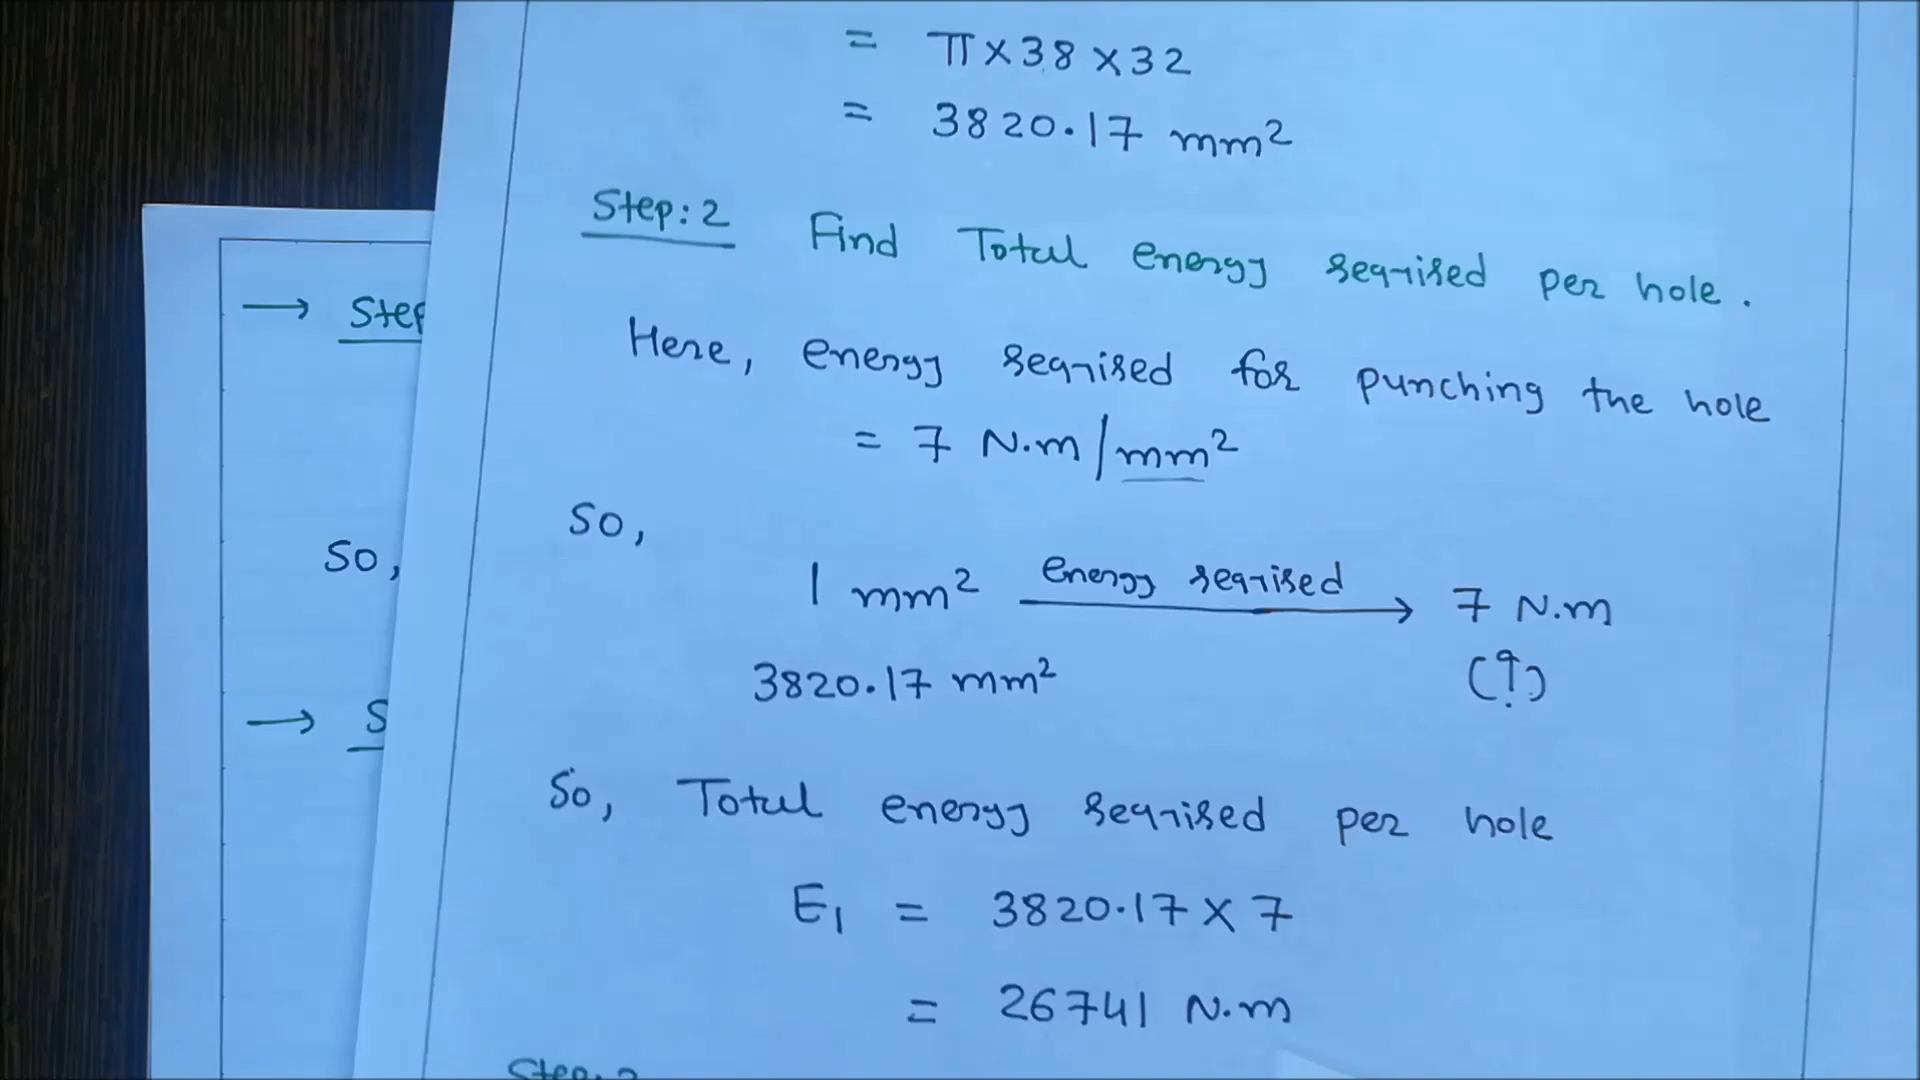 = π × 38 × 32
= 3820.17 mm²
Step: 2 Find Total energy required per hole.
Here, energy required for punching the hole
= 7 N.m/mm²
So,
1 mm² energy required → 7 N.m
3820.17 mm² (?)
So, Total energy required per hole
E₁ = 3820.17 × 7
= 26741 N.m
→ Step
So,
→ S